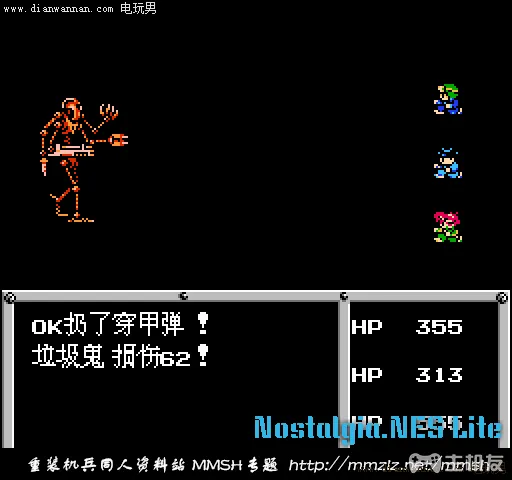 www.dianwannan.com 电玩男
OK扔了穿甲弹！
垃圾鬼 损伤62！
HP 355
HP 313
HP 355
Nostalgia.NES Lite
重装机兵同人资料站 MMSH专题 http://mmzlz.net/mmsh